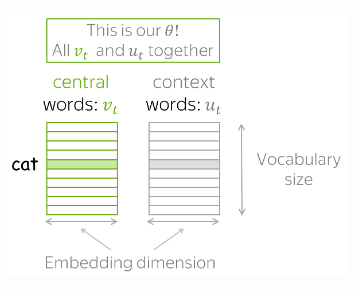 This is our θ!
All v_t and u_t together
central context
words: v_t words: u_t
cat
Vocabulary
size
Embedding dimension